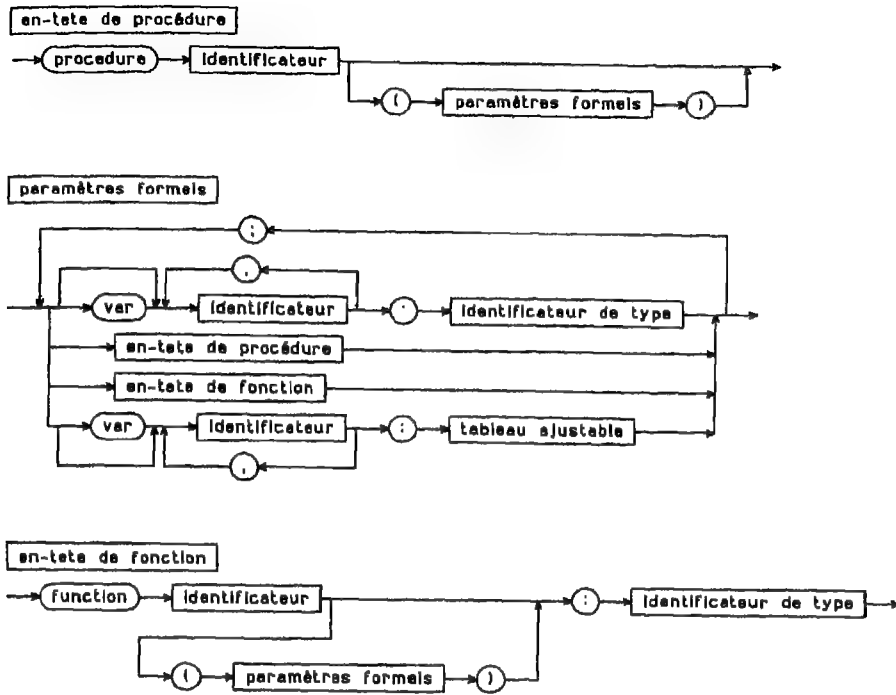 en-tete de procédure
procedure identificateur
( paramètres formels )
paramètres formels
;
,
var identificateur : identificateur de type
en-tete de procédure
en-tete de fonction
var identificateur : tableau ajustable
,
en-tete de fonction
function identificateur : identificateur de type
( paramètres formels )